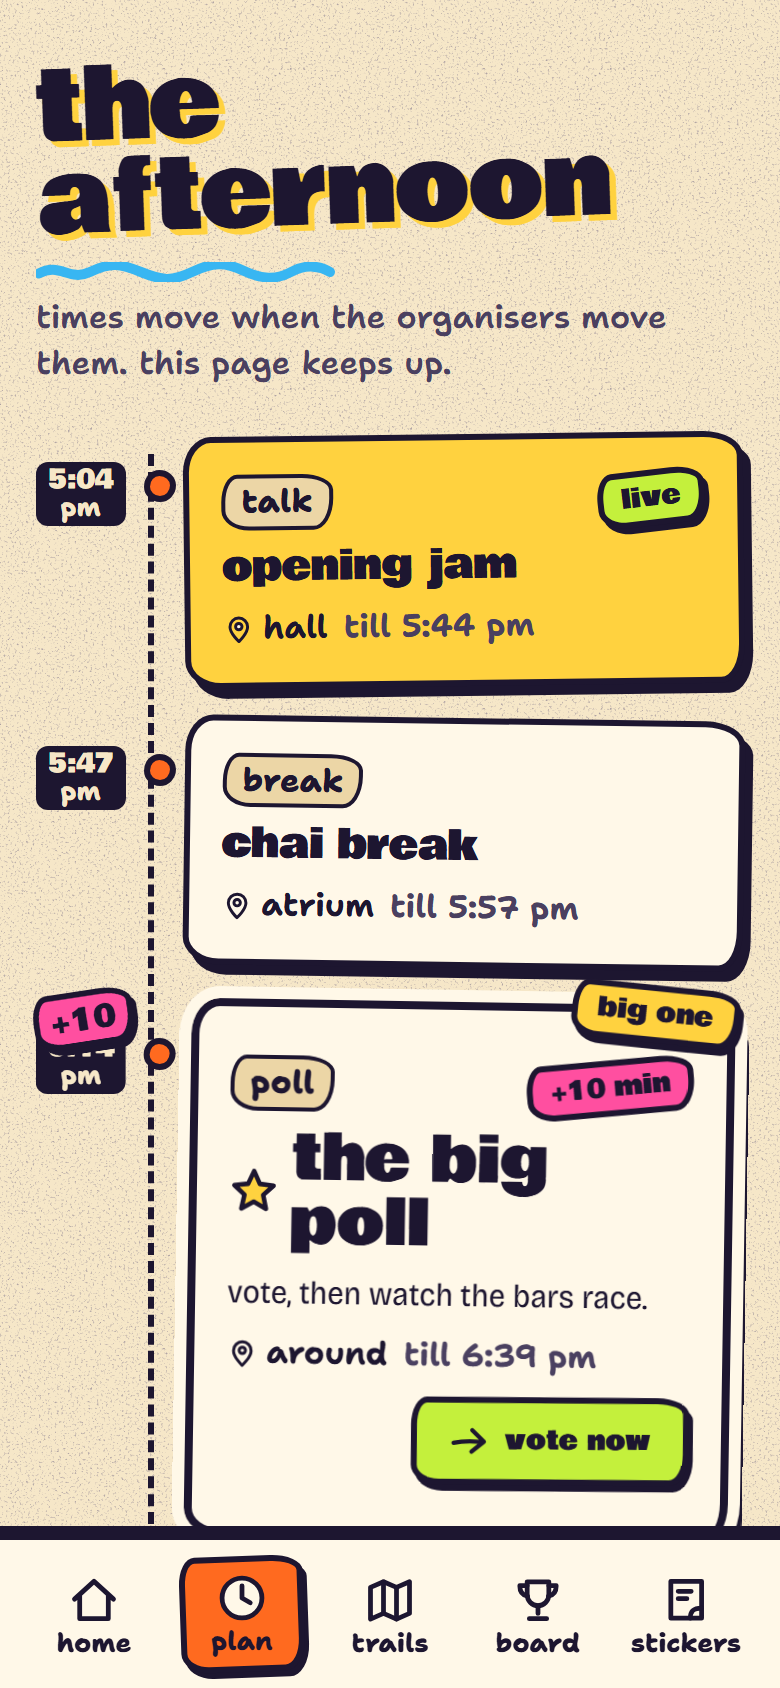 the
afternoon
times move when the organisers move
them. this page keeps up.
5:04
pm
talk
live
opening jam
hall till 5:44 pm
5:47
pm
break
chai break
atrium till 5:57 pm
big one
+10
pm
poll
+10 min
the big
poll
vote, then watch the bars race.
around till 6:39 pm
vote now
home
plan
trails
board
stickers